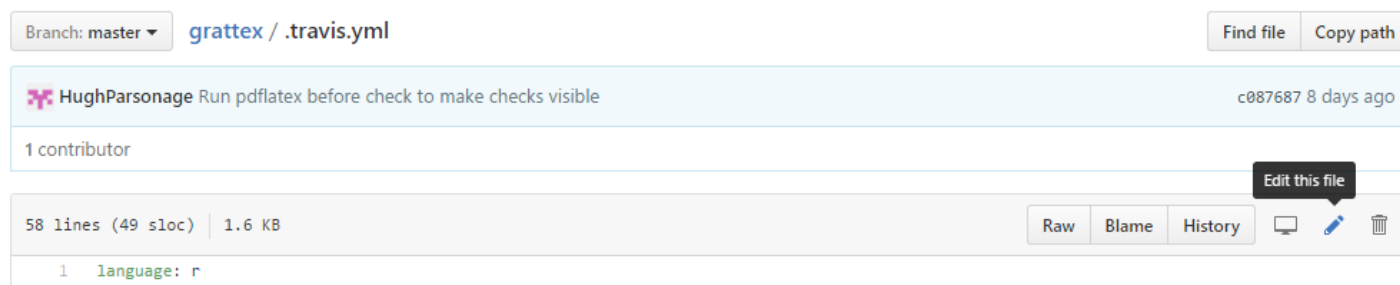 Branch: master grattex / .travis.yml Find file Copy path
HughParsonage Run pdflatex before check to make checks visible c087687 8 days ago
1 contributor
Edit this file
58 lines (49 sloc) 1.6 KB Raw Blame History
1 language: r